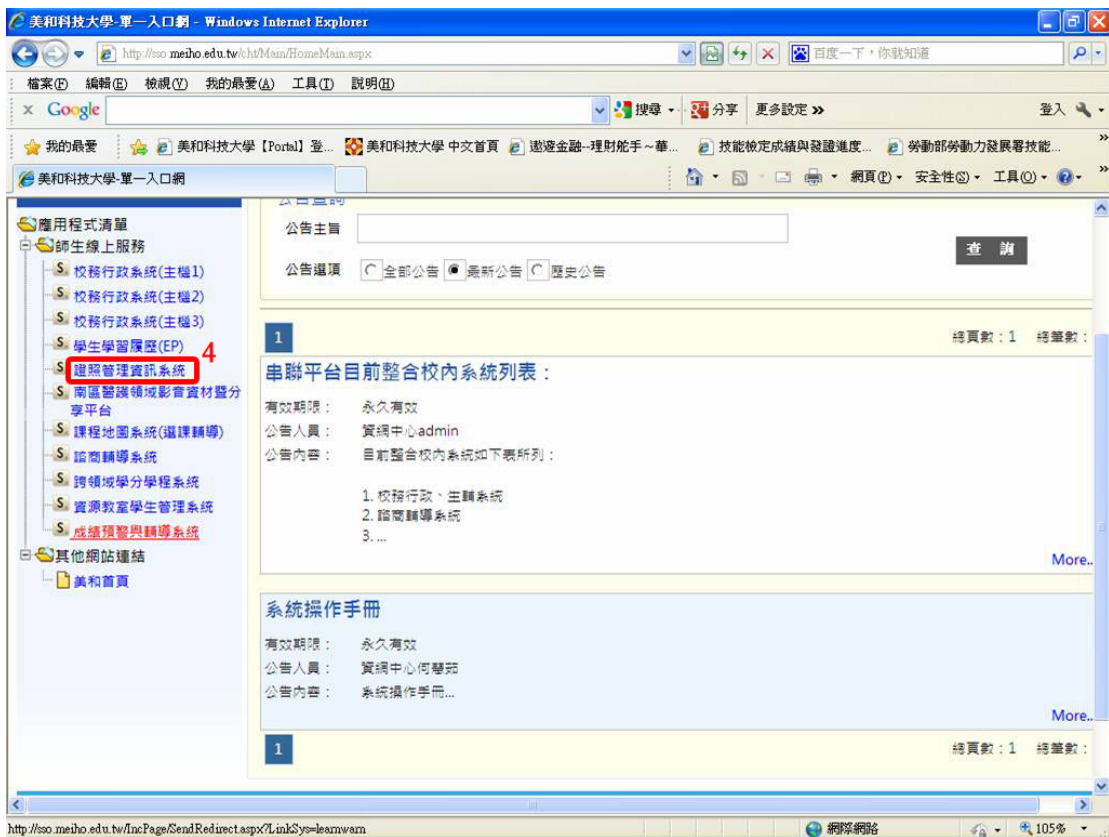 美和科技大學-單一入口網 - Windows Internet Explorer
http://sso.meiho.edu.tw/cht/Main/HomeMain.aspx
百度一下,你就知道
檔案(F) 編輯(E) 檢視(V) 我的最愛(A) 工具(T) 說明(H)
x Google 搜尋 分享 更多設定 » 登入
我的最愛 美和科技大學【Portal】登... 美和科技大學 中文首頁 遨遊金融--理財舵手~華... 技能檢定成績與發證進度... 勞動部勞動力發展署技能... »
美和科技大學-單一入口網 網頁(P) 安全性(S) 工具(O) »
公告查詢
應用程式清單
師生線上服務
校務行政系統(主機1)
校務行政系統(主機2)
校務行政系統(主機3)
學生學習履歷(EP)
4
證照管理資訊系統
南區醫護領域影音資材暨分
享平台
課程地圖系統(選課輔導)
諮商輔導系統
跨領域學分學程系統
資源教室學生管理系統
成績預警與輔導系統
其他網站連結
美和首頁
公告主旨
查 詢
公告選項 全部公告 最新公告 歷史公告
1 總頁數:1 總筆數:
串聯平台目前整合校內系統列表:
有效期限: 永久有效
公告人員: 資網中心admin
公告內容: 目前整合校內系統如下表所列:
1. 校務行政、生輔系統
2. 諮商輔導系統
3. ...
More..
系統操作手冊
有效期限: 永久有效
公告人員: 資網中心何慧茹
公告內容: 系統操作手冊...
More..
1 總頁數:1 總筆數:
http://sso.meiho.edu.tw/IncPage/SendRedirect.aspx?LinkSys=learnwarn 網際網路 105%